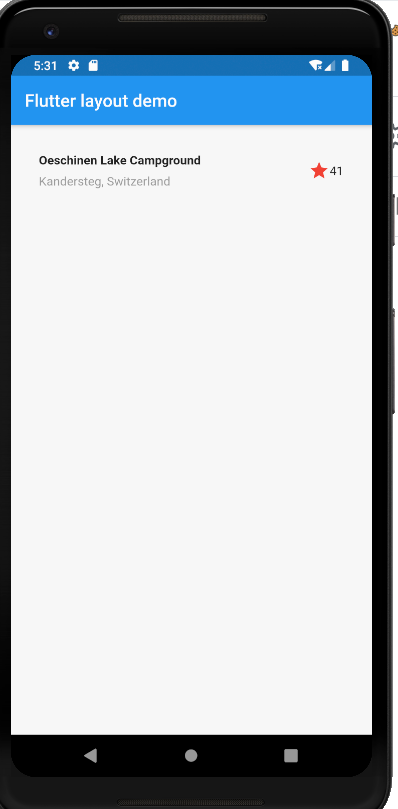 5:31
Flutter layout demo
Oeschinen Lake Campground
41
Kandersteg, Switzerland